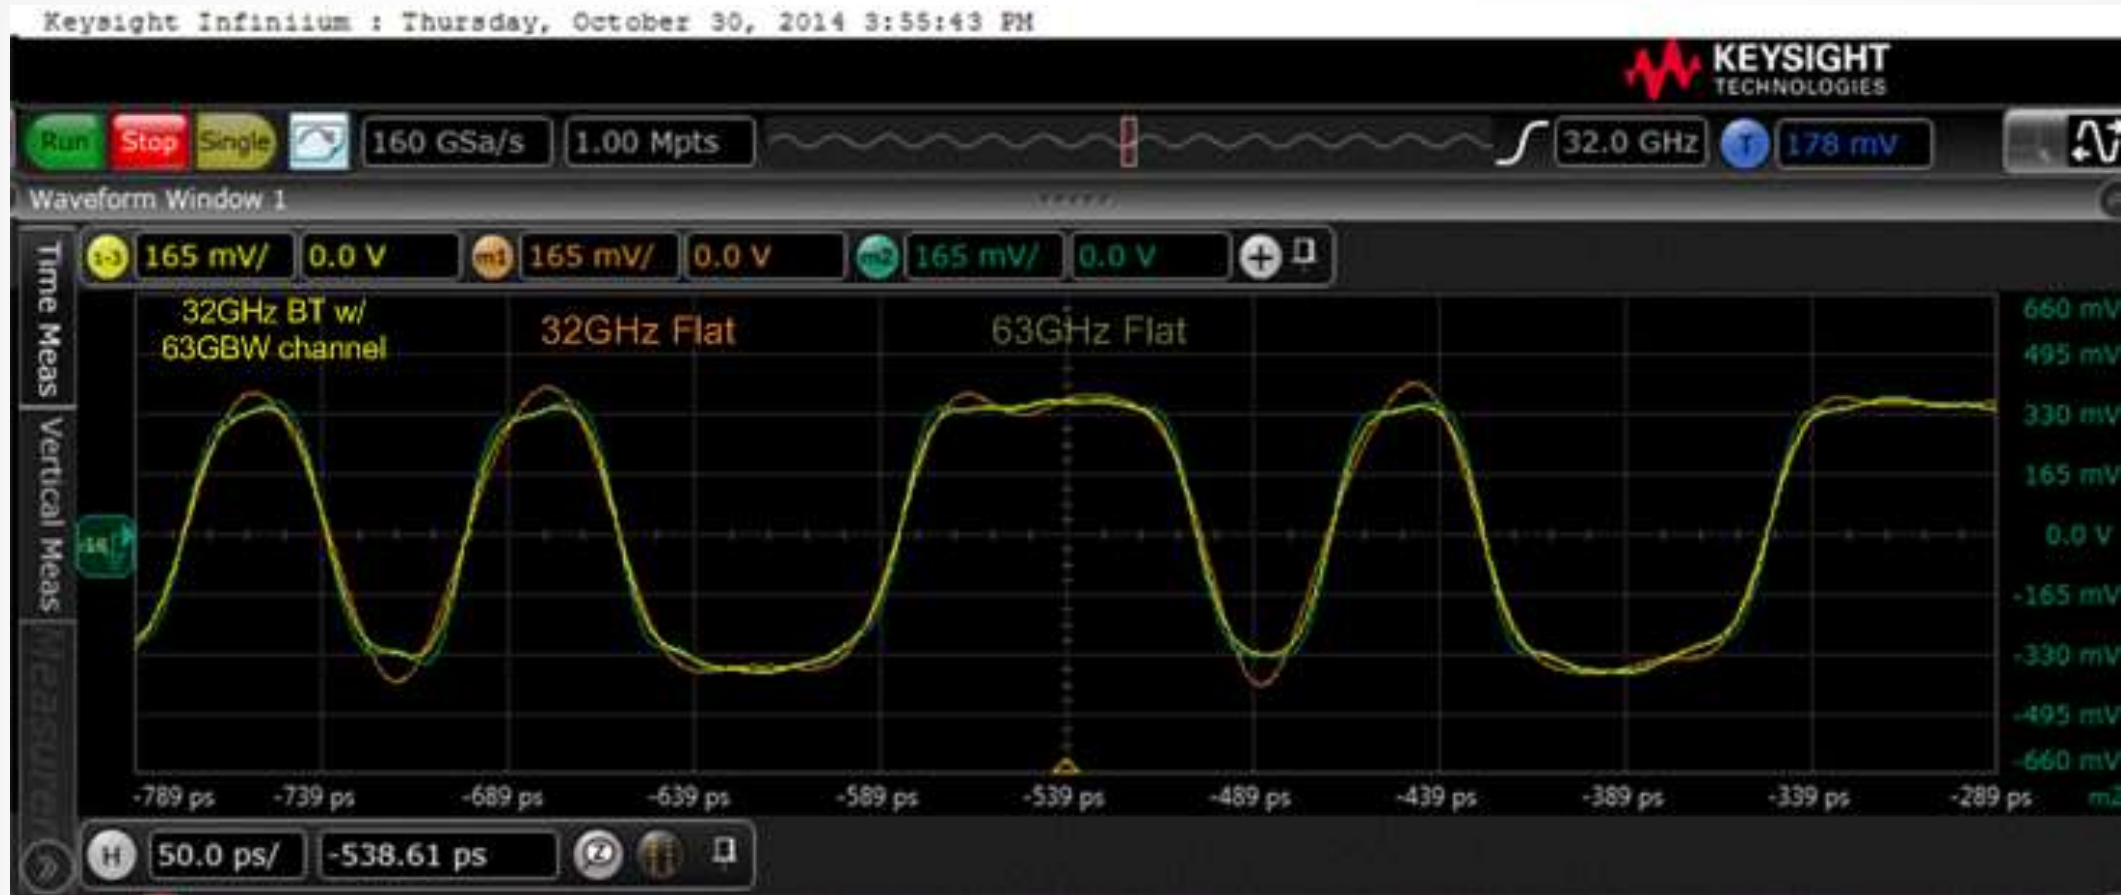 Keysight Infiniium : Thursday, October 30, 2014 3:55:43 PM
KEYSIGHT
TECHNOLOGIES
Run Stop Single 160 GSa/s 1.00 Mpts 32.0 GHz T 178 mV
Waveform Window 1
Time Meas
Vertical Meas
1-3 165 mV/ 0.0 V m1 165 mV/ 0.0 V m2 165 mV/ 0.0 V +
32GHz BT w/
63GBW channel
32GHz Flat
63GHz Flat
660 mV
495 mV
330 mV
165 mV
0.0 V
-165 mV
-330 mV
-495 mV
-660 mV
-789 ps -739 ps -689 ps -639 ps -589 ps -539 ps -489 ps -439 ps -389 ps -339 ps -289 ps m2
H 50.0 ps/ -538.61 ps Z